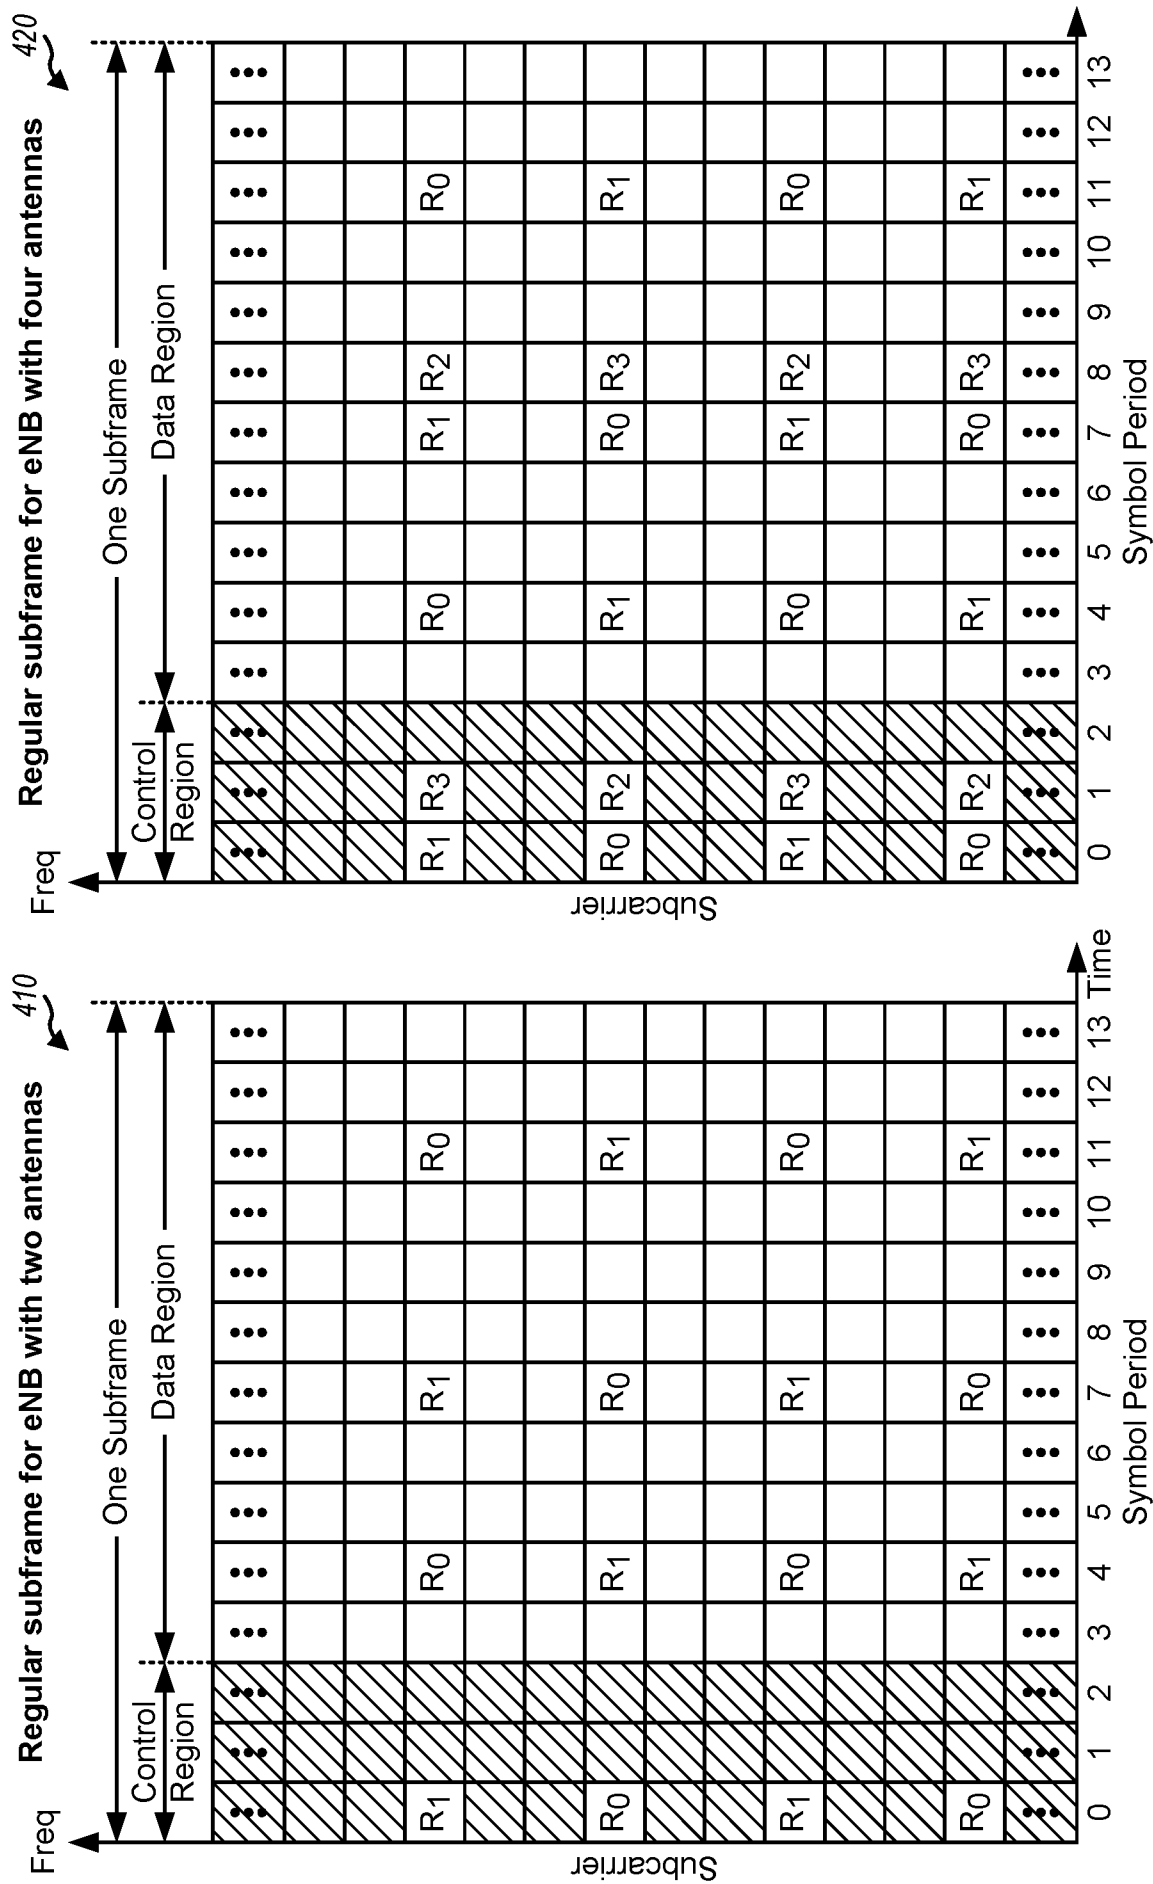 410
Regular subframe for eNB with two antennas
Freq
One Subframe
Control
Region
Data Region
Subcarrier
••• ••• ••• ••• ••• ••• ••• ••• ••• ••• ••• ••• ••• •••
R1 R0 R1 R0
R0 R1 R0 R1
R1 R0 R1 R0
R0 R1 R0 R1
••• ••• ••• ••• ••• ••• ••• ••• ••• ••• ••• ••• ••• •••
0 1 2 3 4 5 6 7 8 9 10 11 12 13 Time
Symbol Period
420
Regular subframe for eNB with four antennas
Freq
One Subframe
Control
Region
Data Region
Subcarrier
••• ••• ••• ••• ••• ••• ••• ••• ••• ••• ••• ••• ••• •••
R1 R3 R0 R1 R2 R0
R0 R2 R1 R0 R3 R1
R1 R3 R0 R1 R2 R0
R0 R2 R1 R0 R3 R1
••• ••• ••• ••• ••• ••• ••• ••• ••• ••• ••• ••• ••• •••
0 1 2 3 4 5 6 7 8 9 10 11 12 13
Symbol Period